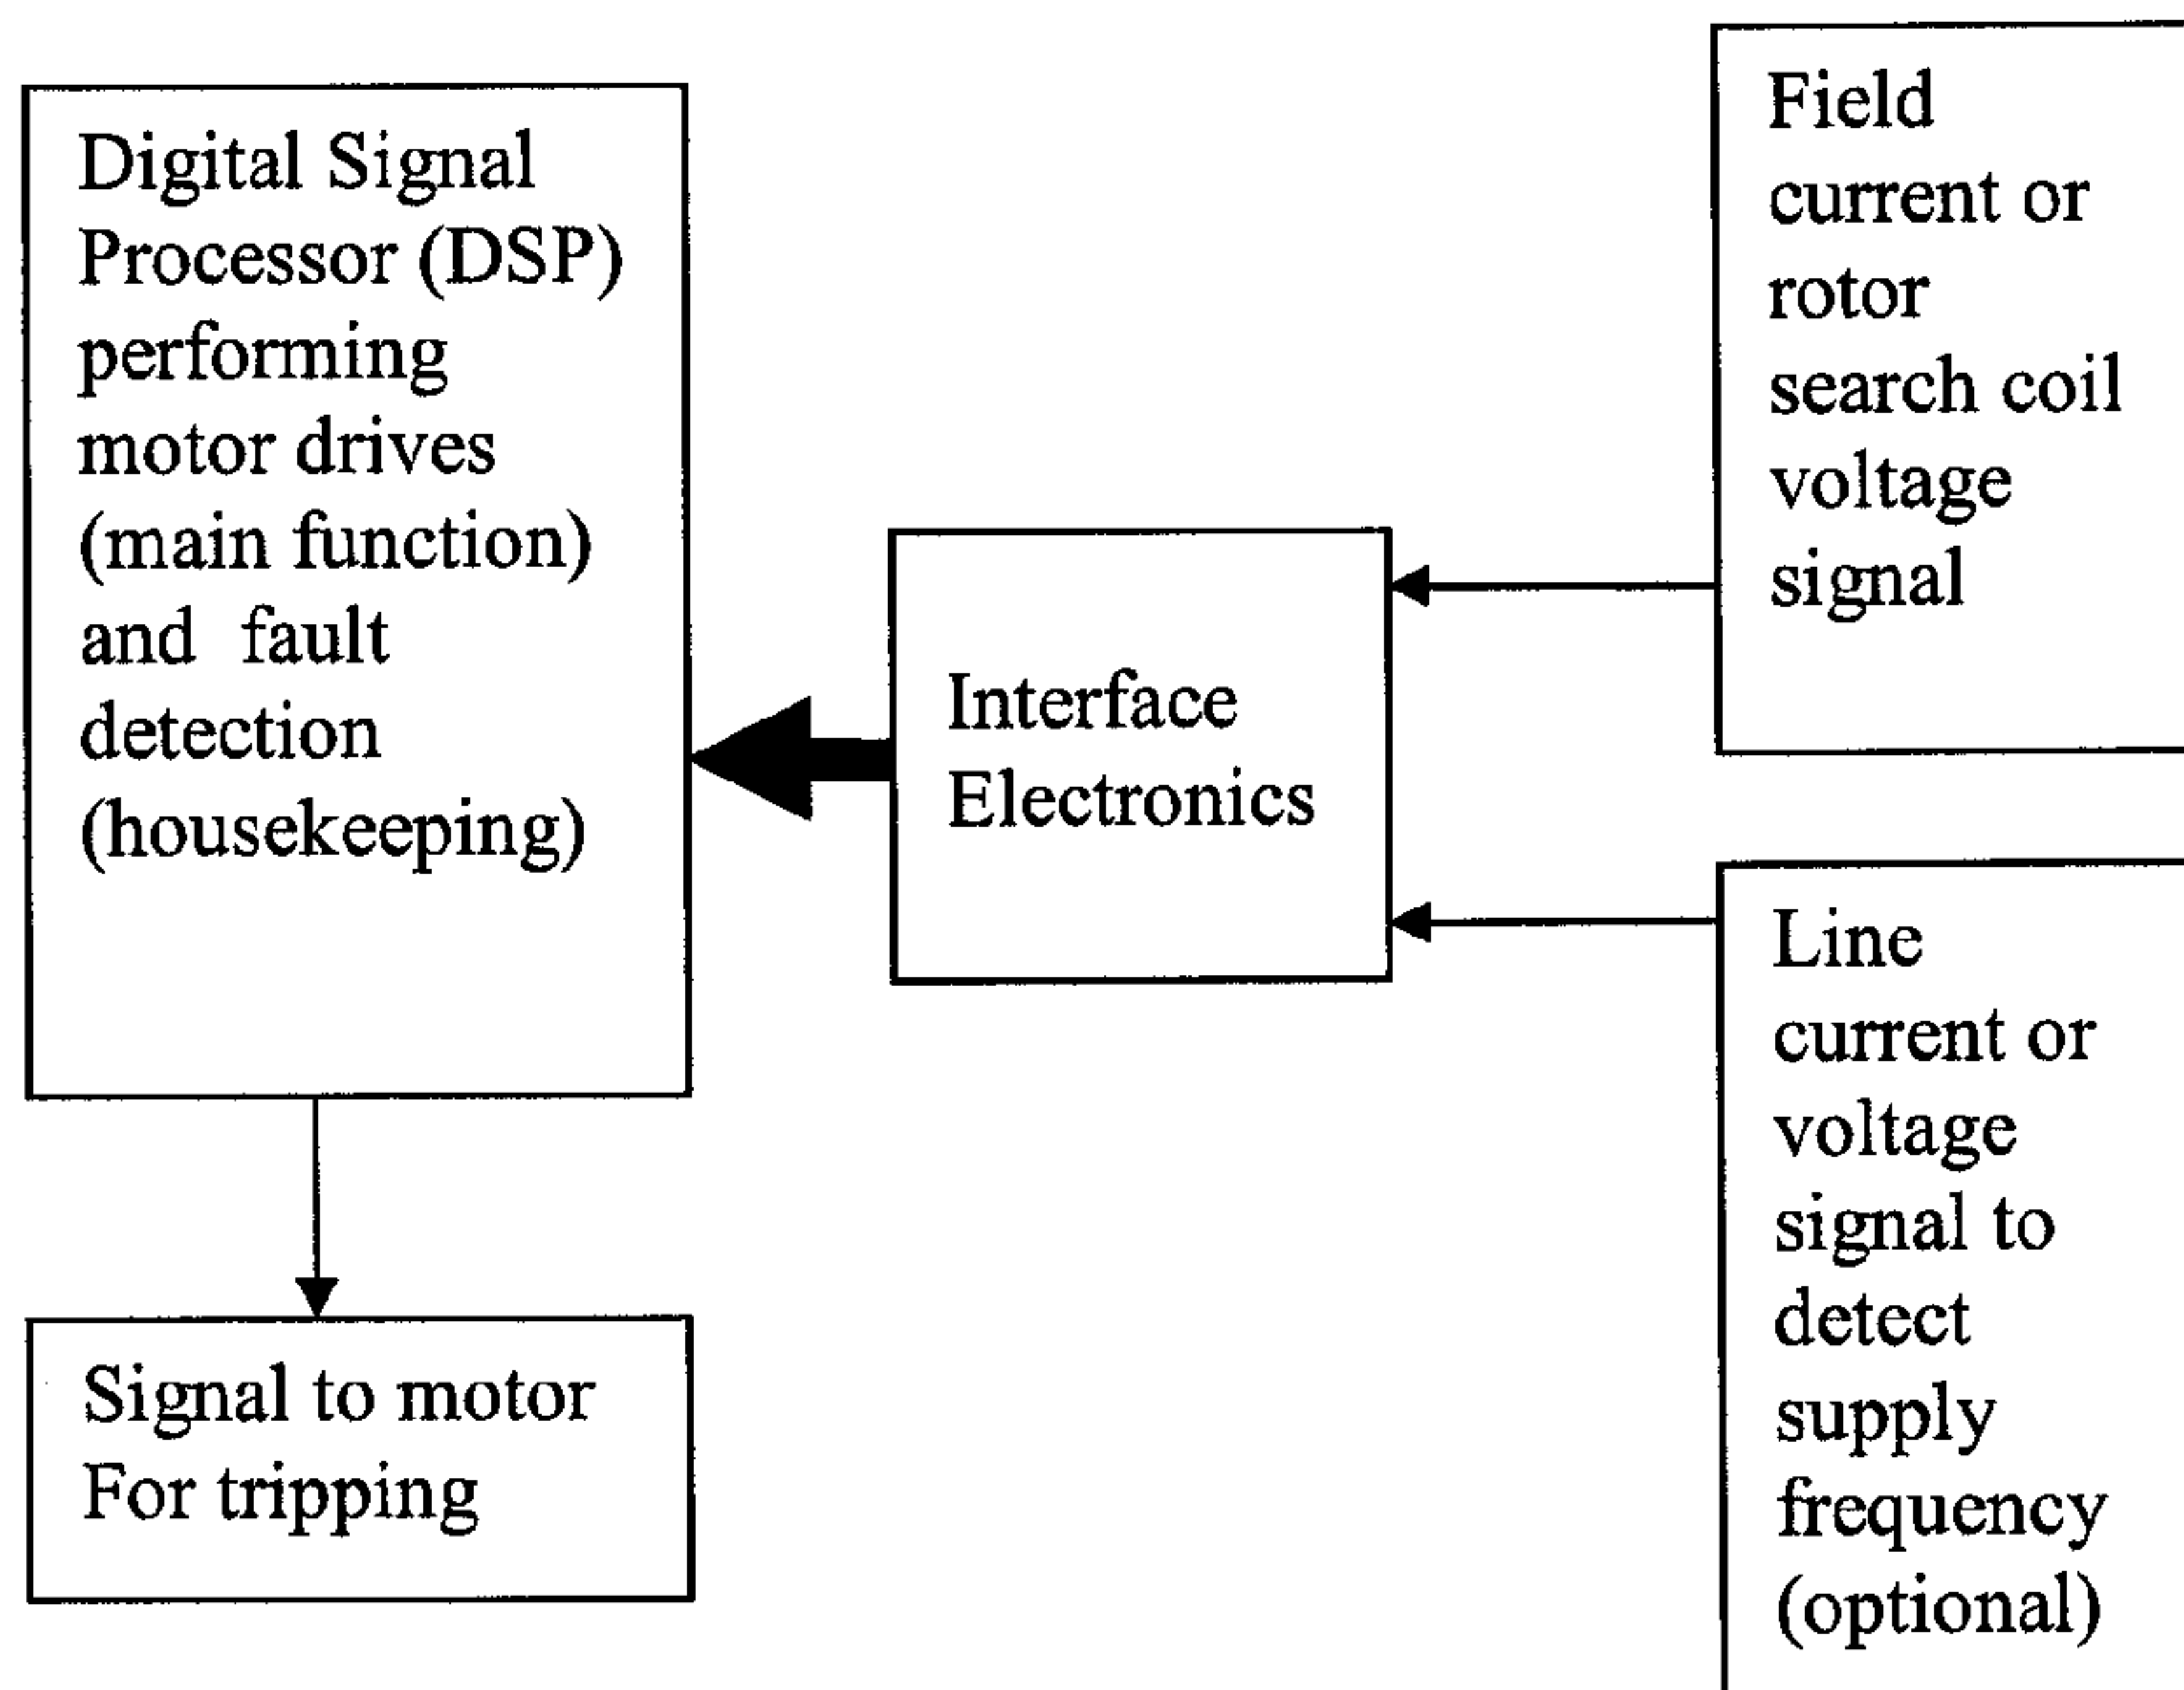 Digital Signal
Processor (DSP)
performing
motor drives
(main function)
and fault
detection
(housekeeping)
Interface
Electronics
Field
current or
rotor
search coil
voltage
signal
Line
current or
voltage
signal to
detect
supply
frequency
(optional)
Signal to motor
For tripping